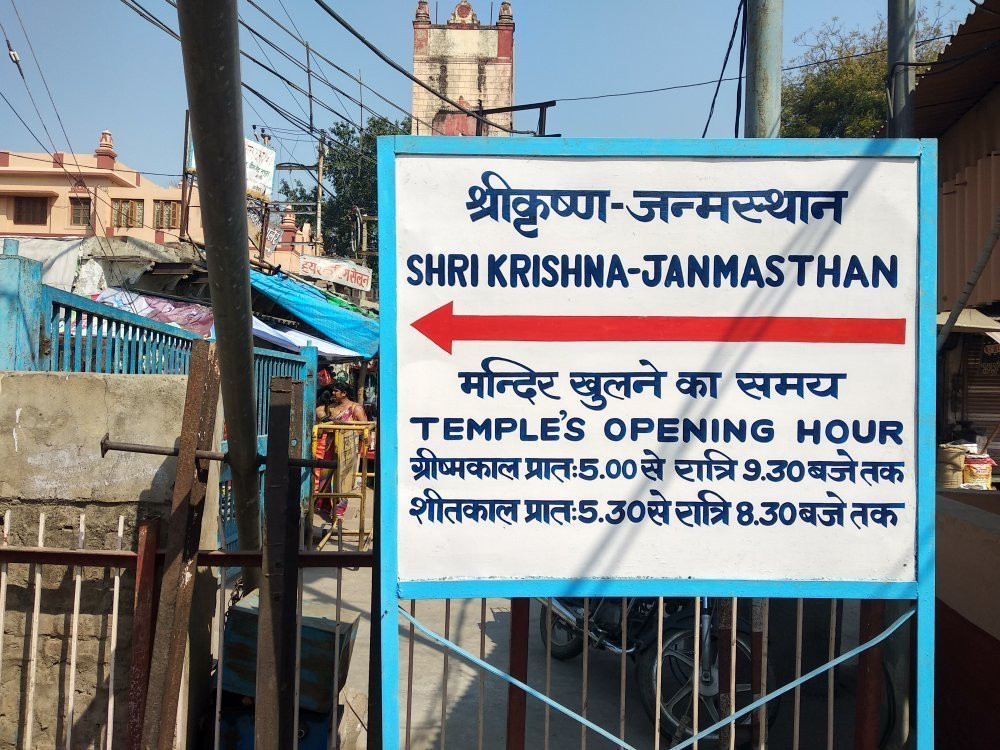 श्रीकृष्ण-जन्मस्थान
SHRI KRISHNA-JANMASTHAN
मन्दिर खुलने का समय
TEMPLE'S OPENING HOUR
ग्रीष्मकाल प्रात:5.00 से रात्रि 9.30 बजे तक
शीतकाल प्रात:5.30 से रात्रि 8.30 बजे तक